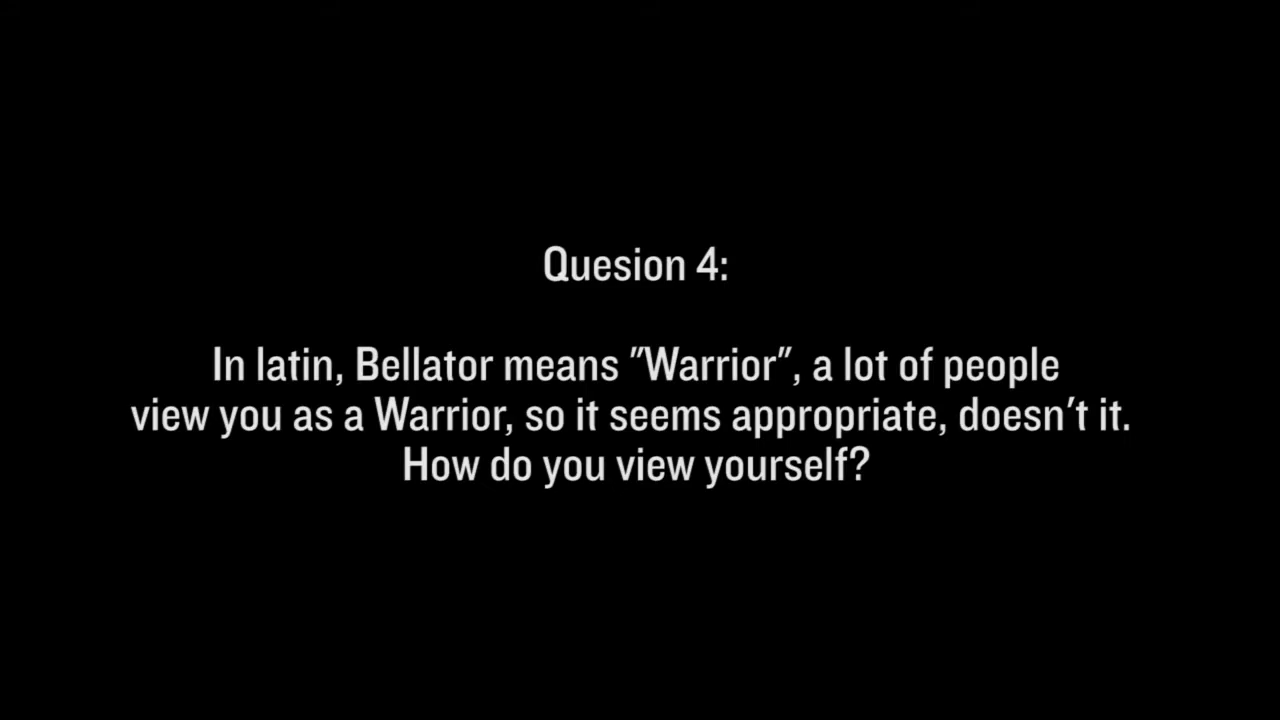 Quesion 4:
In latin, Bellator means "Warrior", a lot of people
view you as a Warrior, so it seems appropriate, doesn't it.
How do you view yourself?